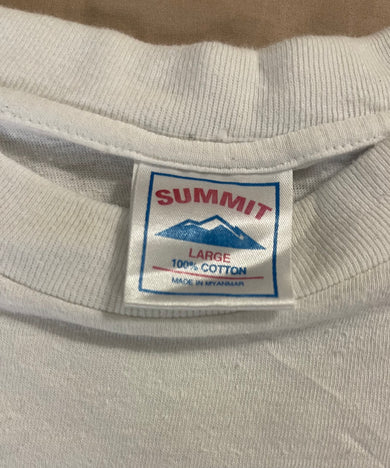 SUMMIT
LARGE
100% COTTON
MADE IN MYANMAR